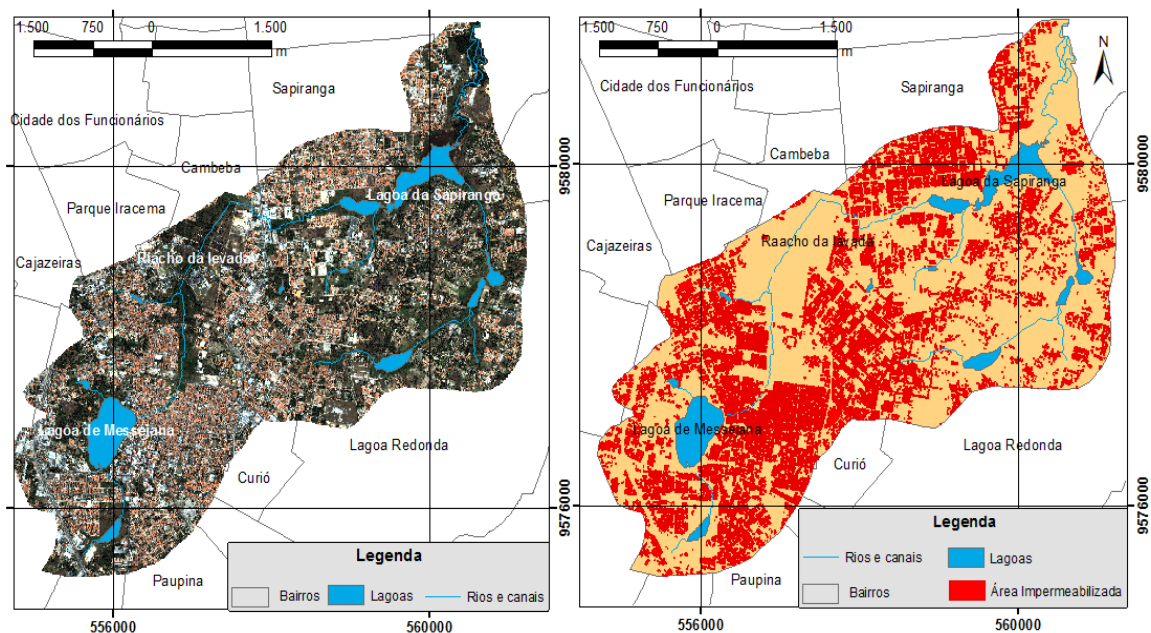 1.500 750 0 1.500
m
Sapiranga
Cidade dos Funcionários
Cambeba
Lagoa da Sapiranga
Parque Iracema
Cajazeiras
Riacho da levada
Lagoa de Messejana
Lagoa Redonda
Curió
Paupina
Legenda
Bairros
Lagoas
Rios e canais
9580000
9576000
556000
560000
1.500 750 0 1.500
m
N
Sapiranga
Cidade dos Funcionários
Cambeba
Lagoa da Sapiranga
Parque Iracema
Raacho da levada
Cajazeiras
Lagoa de Messejana
Lagoa Redonda
Curió
Paupina
Legenda
Rios e canais
Lagoas
Bairros
Área Impermeabilizada
9580000
9576000
556000
560000